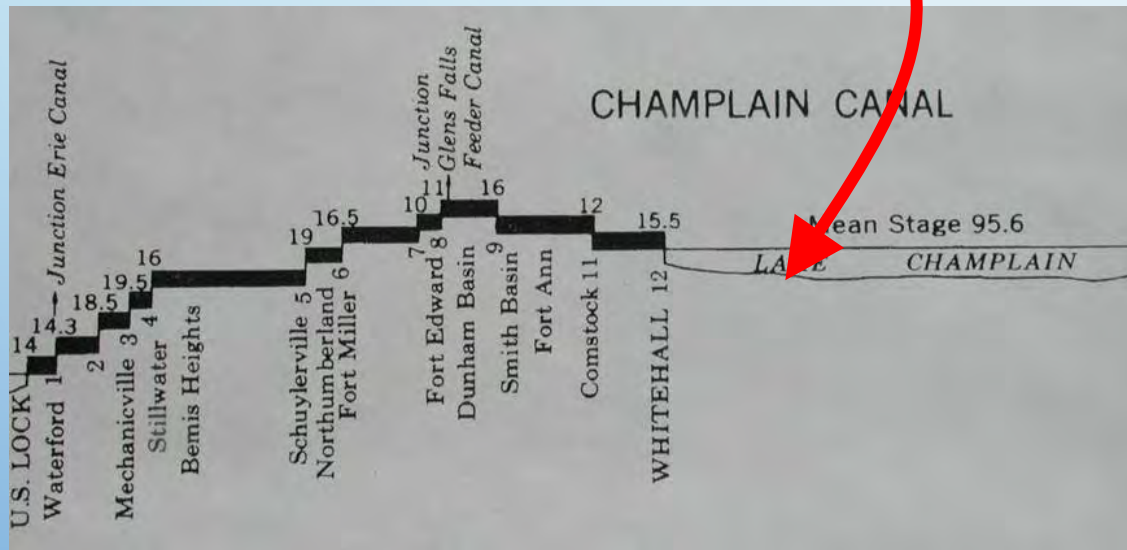 CHAMPLAIN CANAL
Junction Erie Canal
Junction
Glens Falls
Feeder Canal
14
14.3
18.5
19.5
16
19
16.5
10
11
16
12
15.5
Mean Stage 95.6
LAKE CHAMPLAIN
U.S. LOCK
Waterford 1
2
Mechanicville 3
Stillwater 4
Bemis Heights
Schuylerville 5
Northumberland
Fort Miller 6
7
Fort Edward 8
Dunham Basin
Smith Basin 9
Fort Ann
Comstock 11
WHITEHALL 12